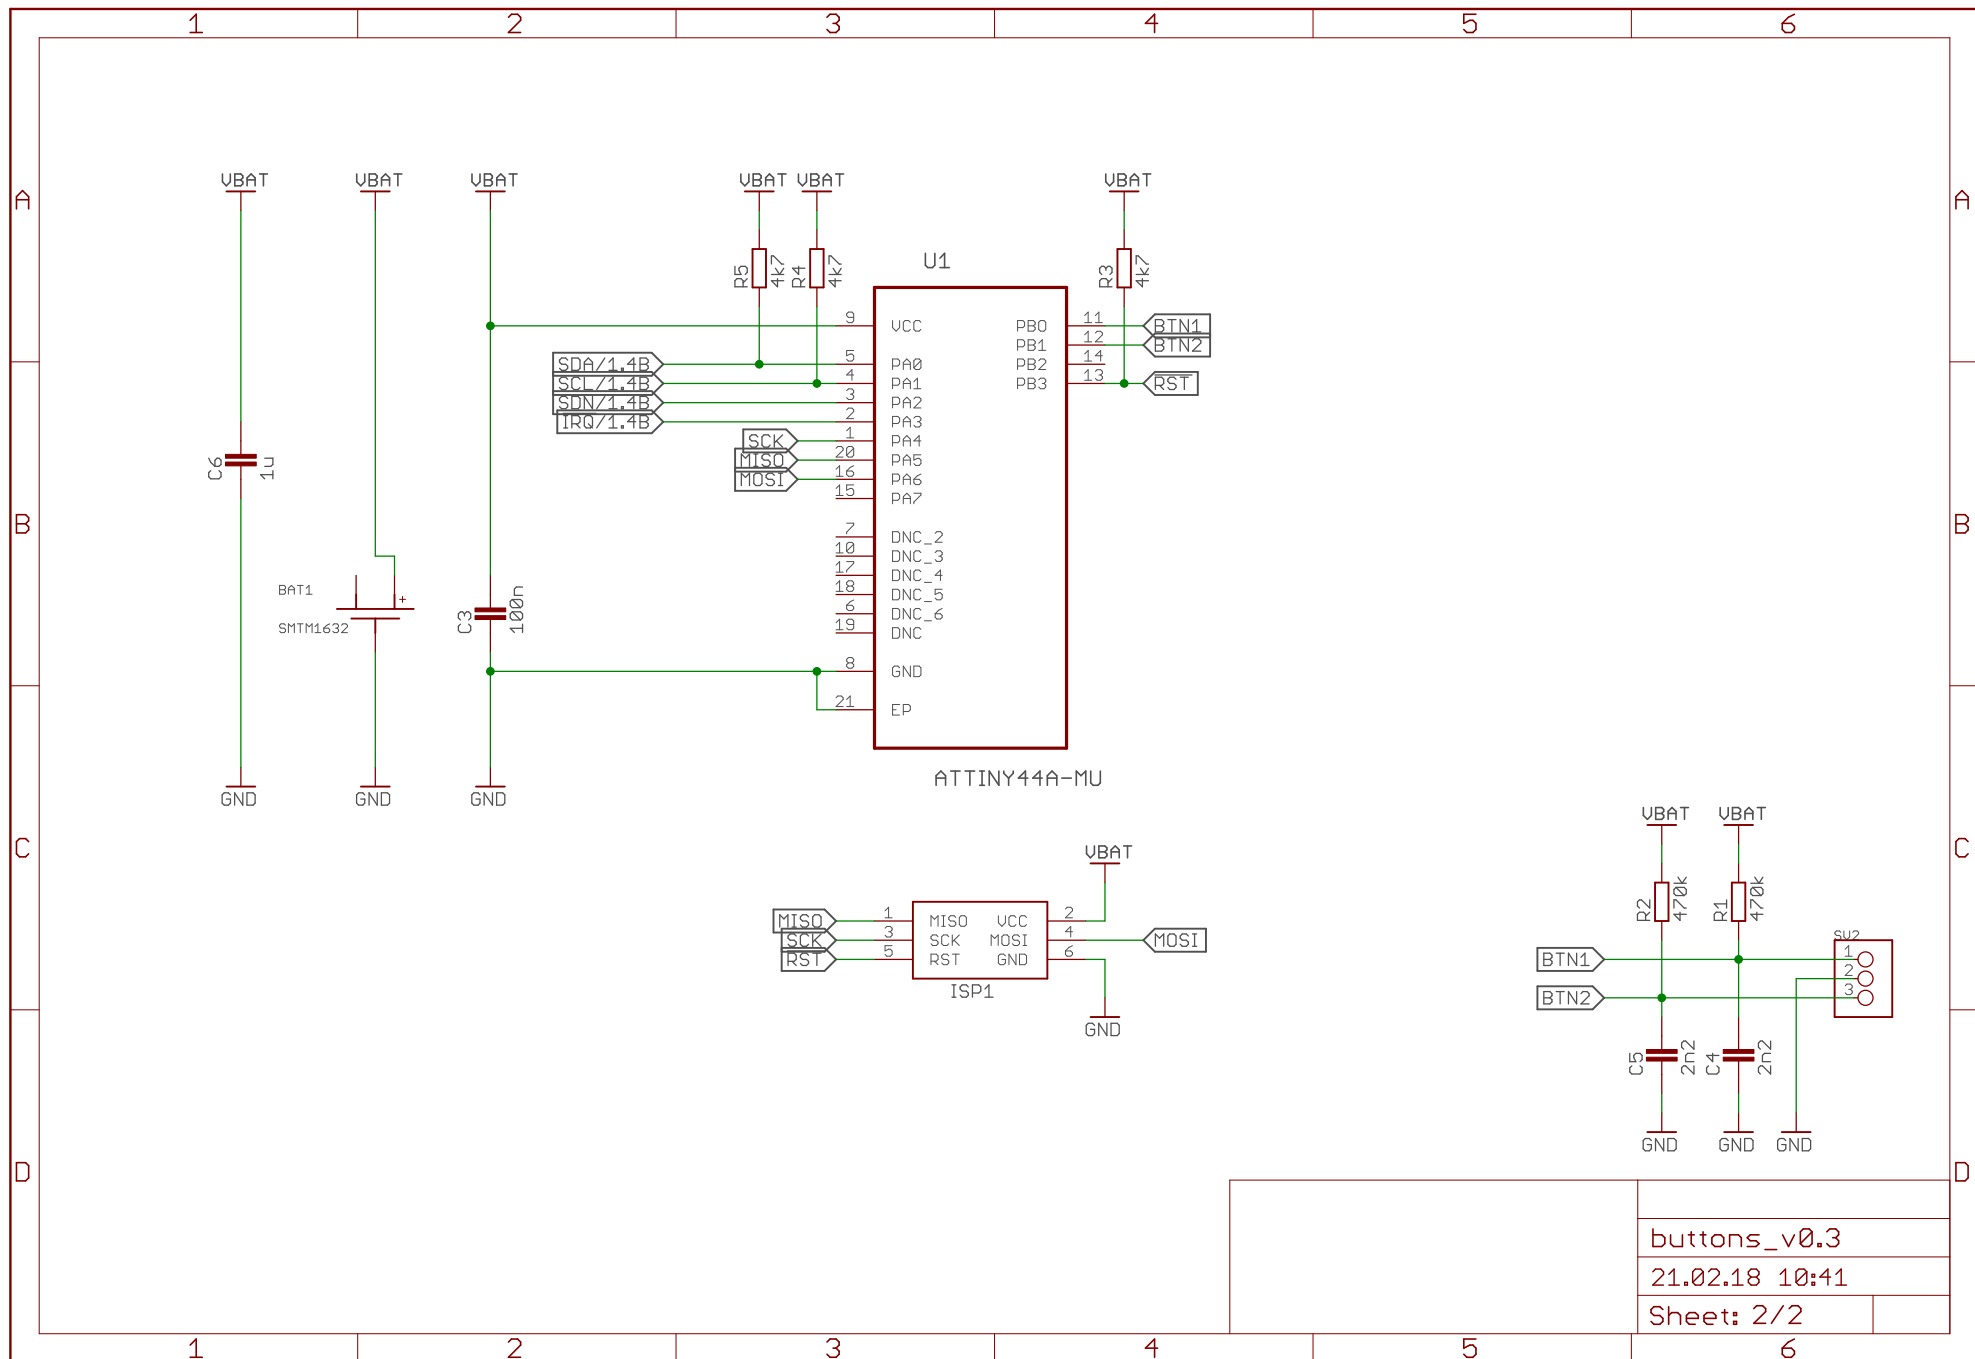 1 2 3 4 5 6
A A
VBAT VBAT VBAT VBAT VBAT VBAT
R5 4k7 R4 4k7 R3 4k7
U1
9 VCC PB0 11 BTN1
PB1 12 BTN2
SDA/1.4B 5 PA0 PB2 14
SCL/1.4B 4 PA1 PB3 13 RST
SDN/1.4B 3 PA2
IRQ/1.4B 2 PA3
SCK 1 PA4
MISO 20 PA5
MOSI 16 PA6
15 PA7
C6 1u
B B
7 DNC_2
10 DNC_3
17 DNC_4
18 DNC_5
6 DNC_6
19 DNC
BAT1
+
SMTM1632
C3 100n
8 GND
21 EP
ATTINY44A-MU
GND GND GND
C C
VBAT
MISO 1 MISO VCC 2
SCK 3 SCK MOSI 4 MOSI
RST 5 RST GND 6
ISP1
GND
VBAT VBAT
R2 470k R1 470k
SV2
BTN1 1
2
BTN2 3
C5 2n2 C4 2n2
GND GND GND
D D
buttons_v0.3
21.02.18 10:41
Sheet: 2/2
1 2 3 4 5 6